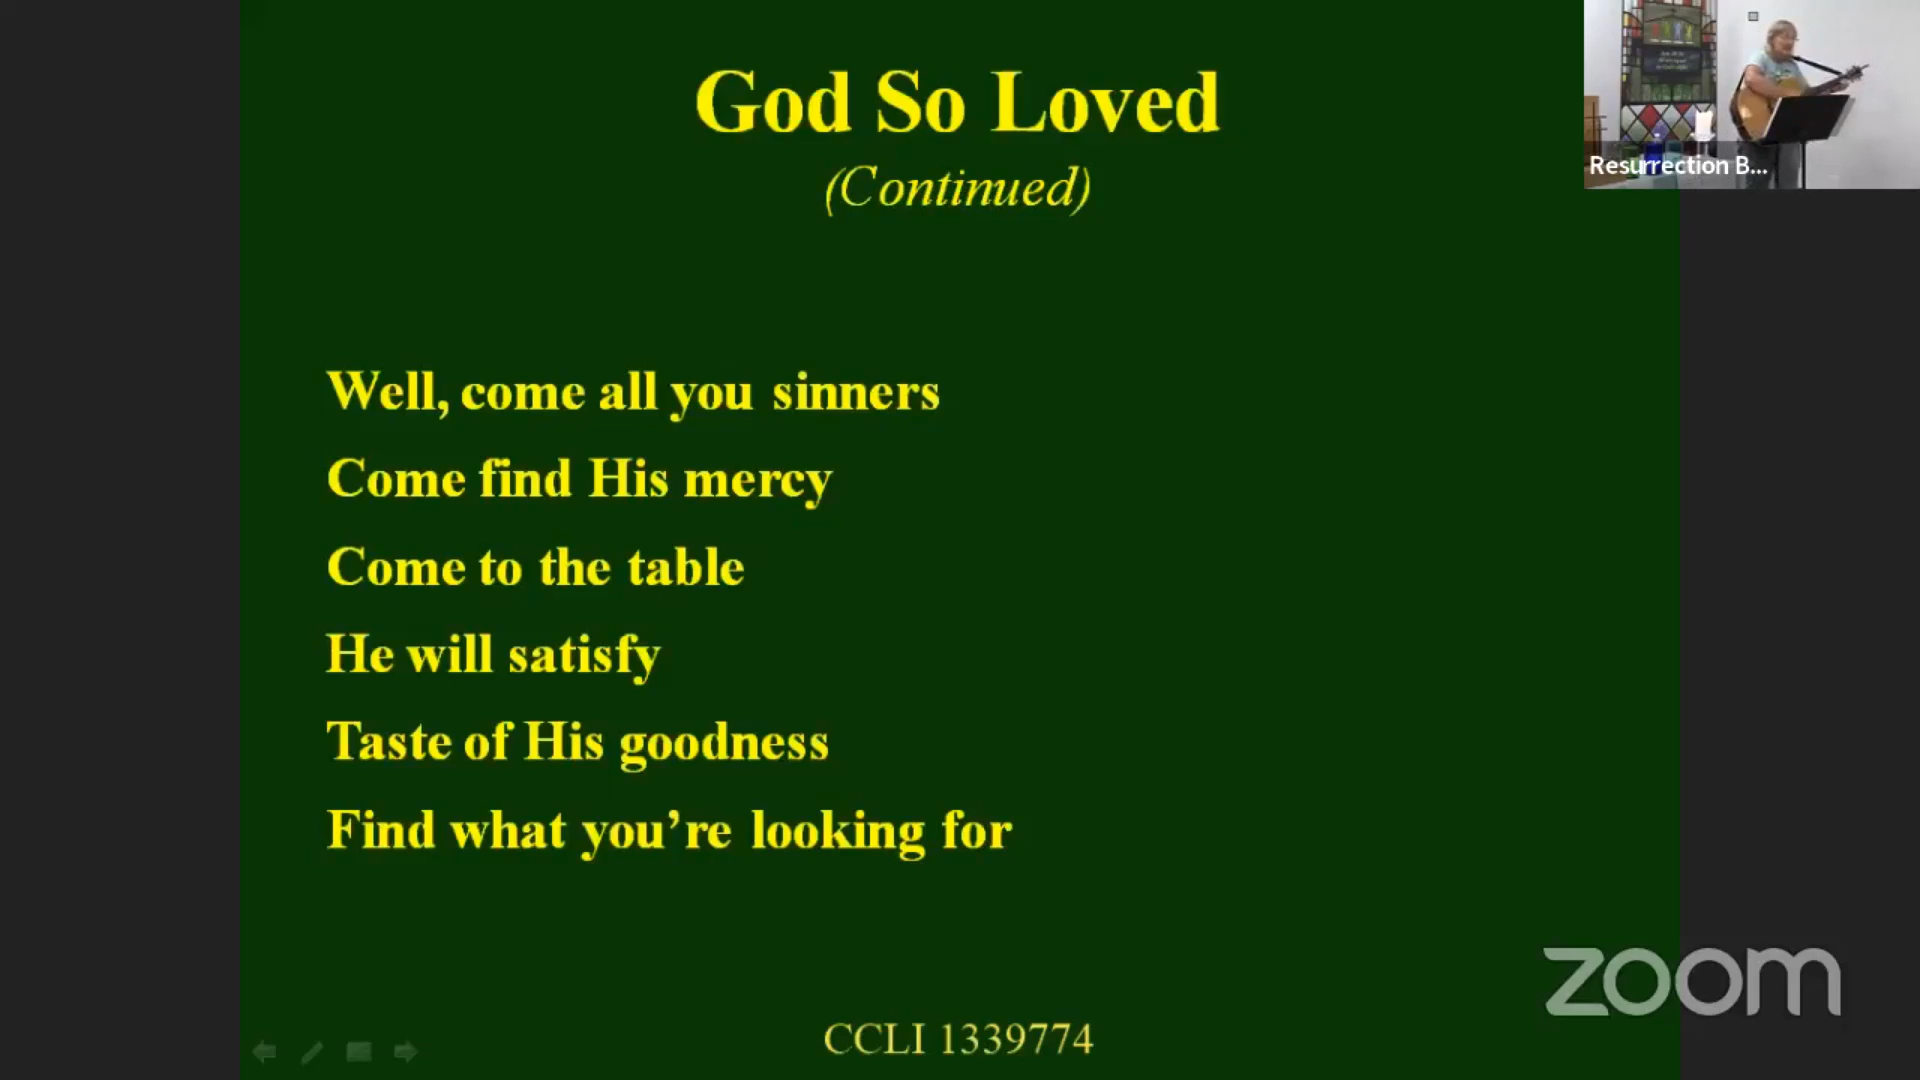 God So Loved
(Continued)
Resurrection B...
Well, come all you sinners
Come find His mercy
Come to the table
He will satisfy
Taste of His goodness
Find what you’re looking for
zoom
CCLI 1339774